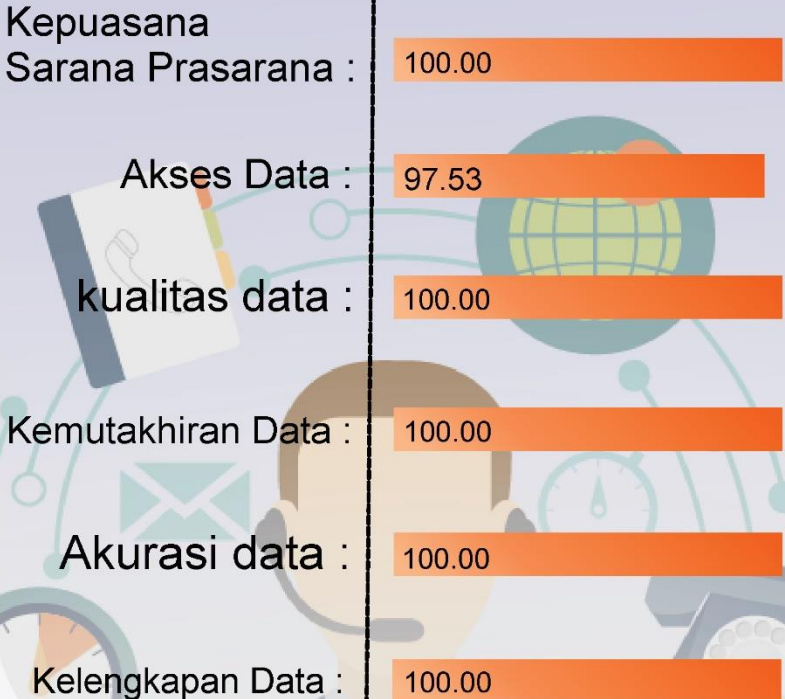 Kepuasana
Sarana Prasarana : 100.00
Akses Data : 97.53
kualitas data : 100.00
Kemutakhiran Data : 100.00
Akurasi data : 100.00
Kelengkapan Data : 100.00